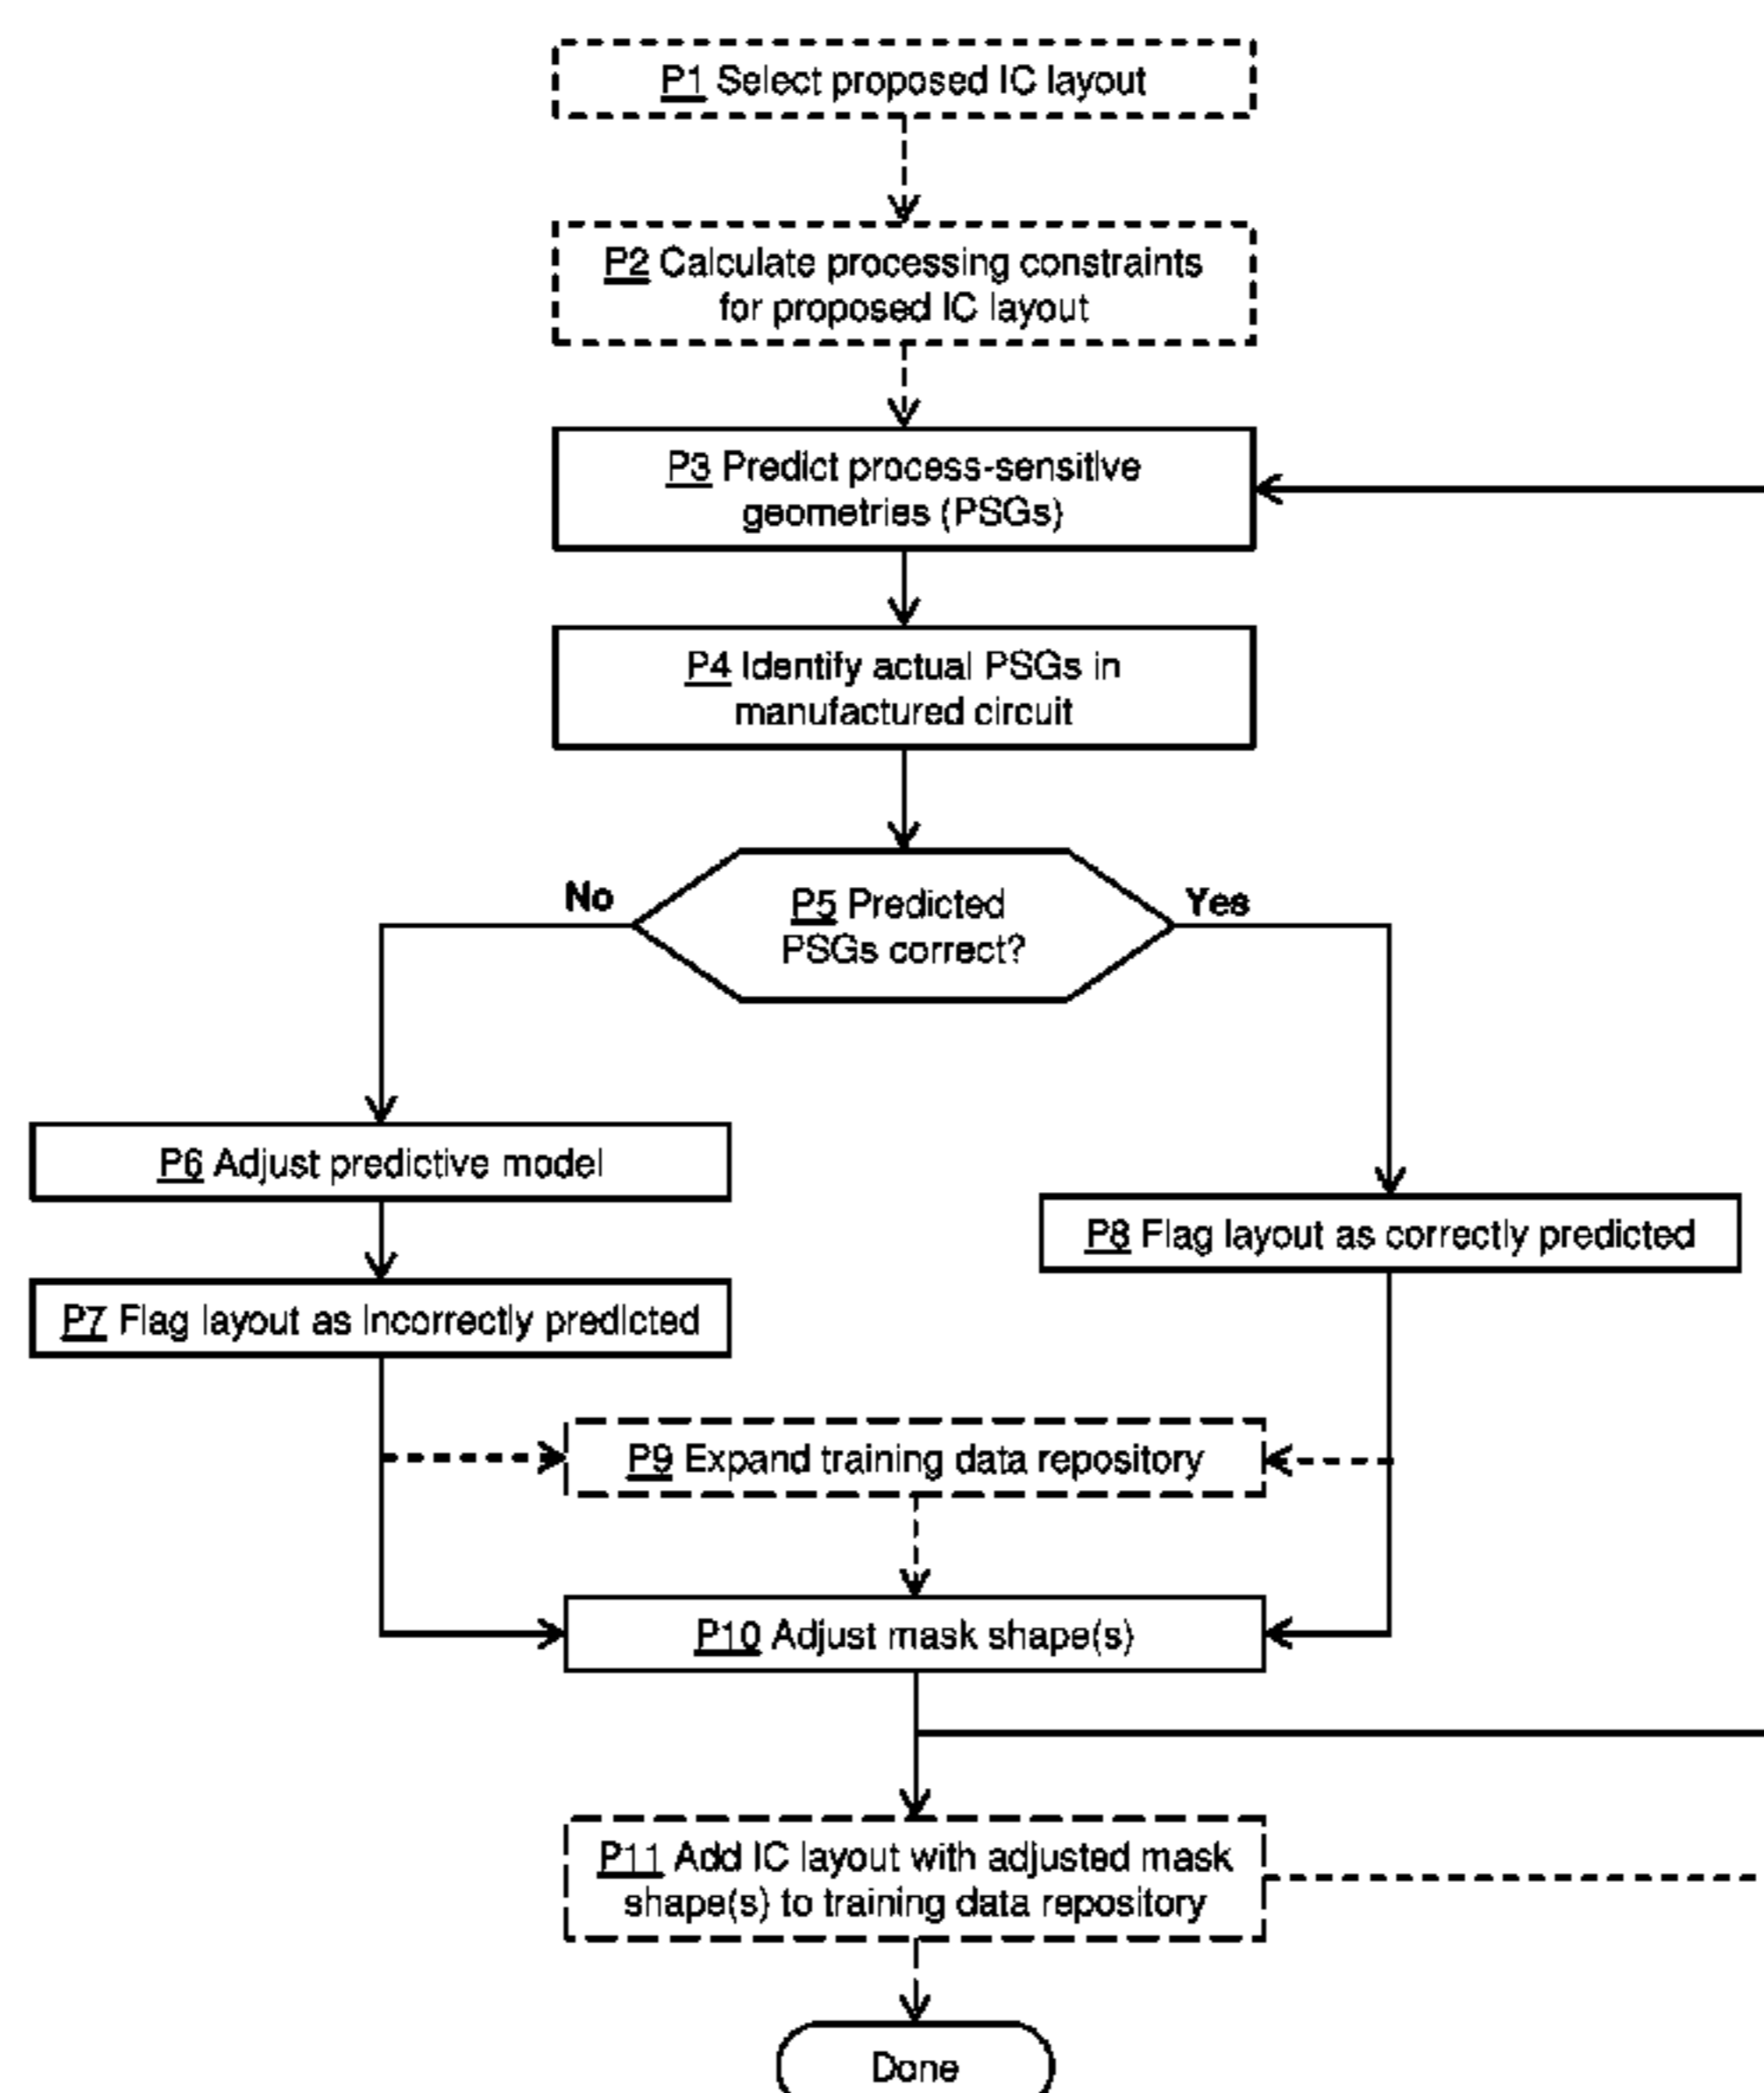 P1 Select proposed IC layout
P2 Calculate processing constraints
for proposed IC layout
P3 Predict process-sensitive
geometries (PSGs)
P4 Identify actual PSGs in
manufactured circuit
P5 Predicted
PSGs correct?
No
Yes
P6 Adjust predictive model
P8 Flag layout as correctly predicted
P7 Flag layout as incorrectly predicted
P9 Expand training data repository
P10 Adjust mask shape(s)
P11 Add IC layout with adjusted mask
shape(s) to training data repository
Done